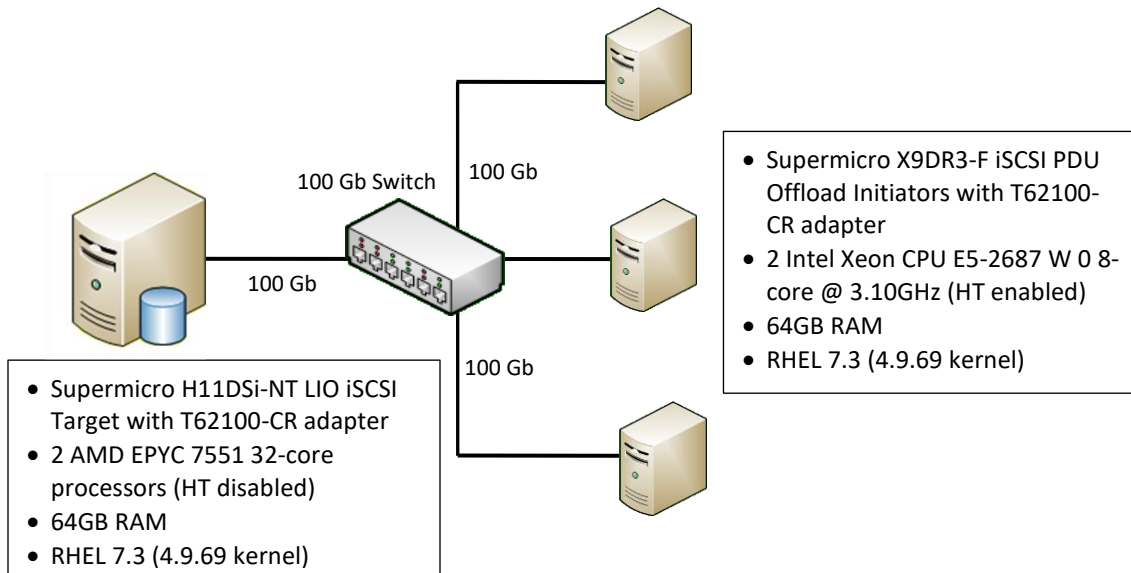 100 Gb Switch
100 Gb
100 Gb
100 Gb
• Supermicro X9DR3-F iSCSI PDU
Offload Initiators with T62100-
CR adapter
• 2 Intel Xeon CPU E5-2687 W 0 8-
core @ 3.10GHz (HT enabled)
• 64GB RAM
• RHEL 7.3 (4.9.69 kernel)
• Supermicro H11DSi-NT LIO iSCSI
Target with T62100-CR adapter
• 2 AMD EPYC 7551 32-core
processors (HT disabled)
• 64GB RAM
• RHEL 7.3 (4.9.69 kernel)